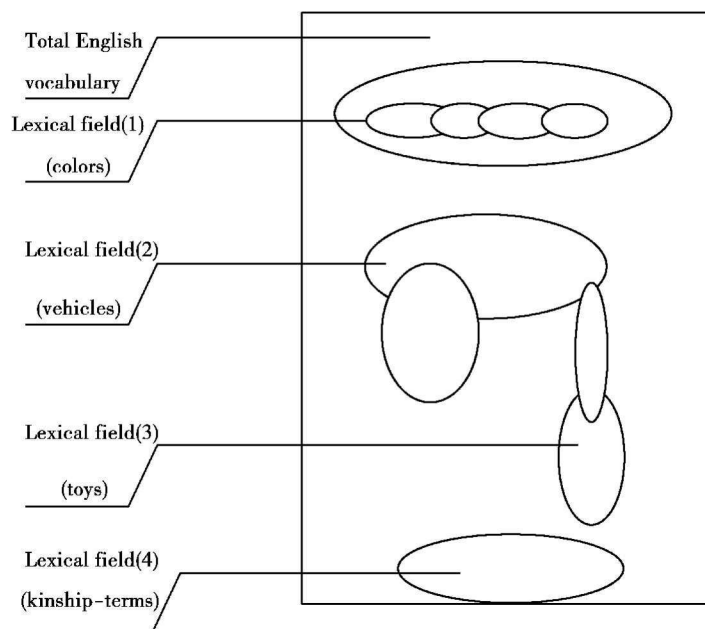 Total English
vocabulary
Lexical field(1)
(colors)
Lexical field(2)
(vehicles)
Lexical field(3)
(toys)
Lexical field(4)
(kinship-terms)